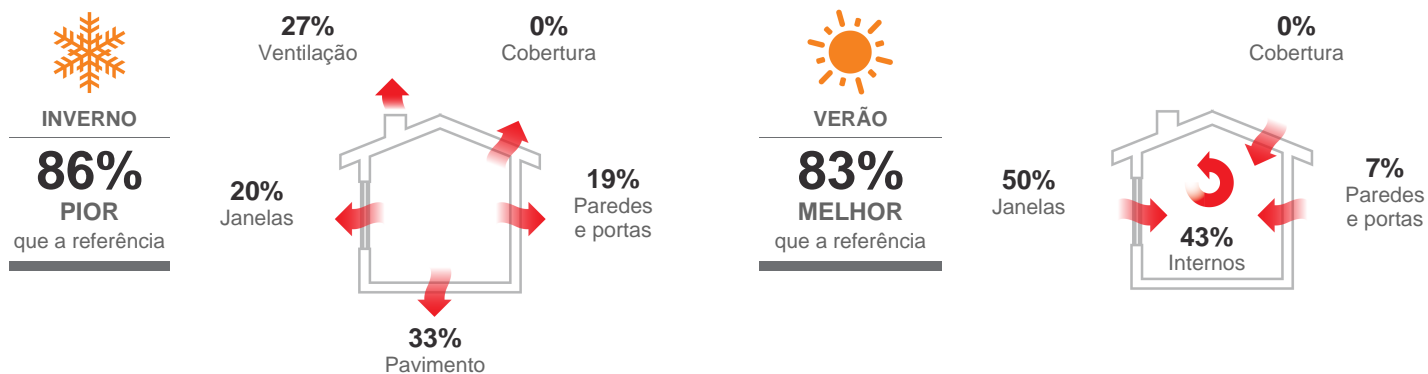 INVERNO
86%
PIOR
que a referência
27%
Ventilação
0%
Cobertura
20%
Janelas
19%
Paredes
e portas
33%
Pavimento
VERÃO
83%
MELHOR
que a referência
0%
Cobertura
50%
Janelas
7%
Paredes
e portas
43%
Internos